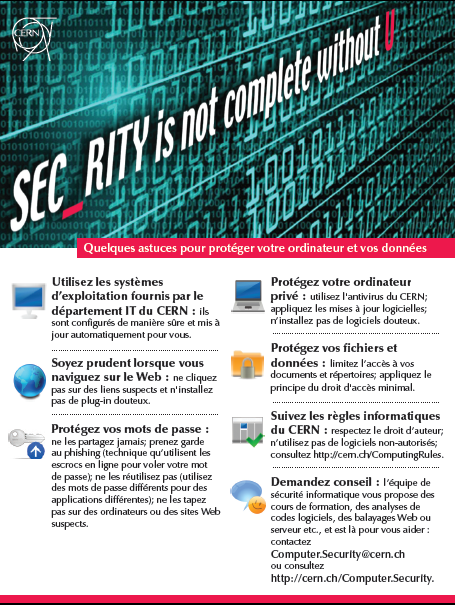 CERN
SEC_RITY is not complete without U
Quelques astuces pour protéger votre ordinateur et vos données
Utilisez les systèmes
d'exploitation fournis par le
département IT du CERN : ils
sont configurés de manière sûre et mis à
jour automatiquement pour vous.
Soyez prudent lorsque vous
naviguez sur le Web : ne cliquez
pas sur des liens suspects et n'installez
pas de plug-in douteux.
Protégez vos mots de passe :
ne les partagez jamais; prenez garde
au phishing (technique qu'utilisent les
escrocs en ligne pour voler votre mot
de passe); ne les réutilisez pas (utilisez
des mots de passe différents pour des
applications différentes); ne les tapez
pas sur des ordinateurs ou des sites Web
suspects.
Protégez votre ordinateur
privé : utilisez l'antivirus du CERN;
appliquez les mises à jour logicielles;
n'installez pas de logiciels douteux.
Protégez vos fichiers et
données : limitez l'accès à vos
documents et répertoires; appliquez le
principe du droit d'accès minimal.
Suivez les règles informatiques
du CERN : respectez le droit d'auteur;
n'utilisez pas de logiciels non-autorisés;
consultez http://cern.ch/ComputingRules.
Demandez conseil : l'équipe de
sécurité informatique vous propose des
cours de formation, des analyses de
codes logiciels, des balayages Web ou
serveur etc., et est là pour vous aider :
contactez
Computer.Security@cern.ch
ou consultez
http://cern.ch/Computer.Security.